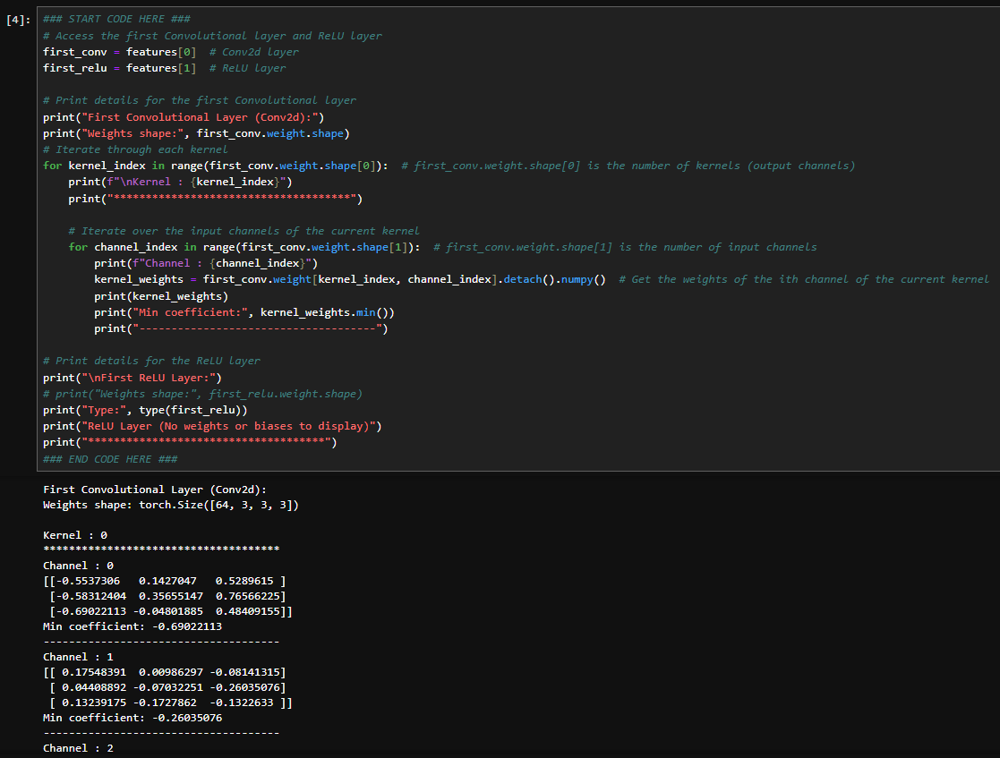 [4]: ### START CODE HERE ###
# Access the first Convolutional layer and ReLU layer
first_conv = features[0]  # Conv2d layer
first_relu = features[1]  # ReLU layer

# Print details for the first Convolutional layer
print("First Convolutional Layer (Conv2d):")
print("Weights shape:", first_conv.weight.shape)
# Iterate through each kernel
for kernel_index in range(first_conv.weight.shape[0]):  # first_conv.weight.shape[0] is the number of kernels (output channels)
    print(f"\nKernel : {kernel_index}")
    print("*************************************")

    # Iterate over the input channels of the current kernel
    for channel_index in range(first_conv.weight.shape[1]):  # first_conv.weight.shape[1] is the number of input channels
        print(f"Channel : {channel_index}")
        kernel_weights = first_conv.weight[kernel_index, channel_index].detach().numpy()  # Get the weights of the ith channel of the current kernel
        print(kernel_weights)
        print("Min coefficient:", kernel_weights.min())
        print("-------------------------------------")

# Print details for the ReLU layer
print("\nFirst ReLU Layer:")
# print("Weights shape:", first_relu.weight.shape)
print("Type:", type(first_relu))
print("ReLU Layer (No weights or biases to display)")
print("*************************************")
### END CODE HERE ###
First Convolutional Layer (Conv2d):
Weights shape: torch.Size([64, 3, 3, 3])

Kernel : 0
*************************************
Channel : 0
[[-0.5537306   0.1427047   0.5289615 ]
 [-0.58312404  0.35655147  0.76566225]
 [-0.69022113 -0.04801885  0.48409155]]
Min coefficient: -0.69022113
-------------------------------------
Channel : 1
[[ 0.17548391  0.00986297 -0.08141315]
 [ 0.04408892 -0.07032251 -0.26035076]
 [ 0.13239175 -0.1727862  -0.1322633 ]]
Min coefficient: -0.26035076
-------------------------------------
Channel : 2